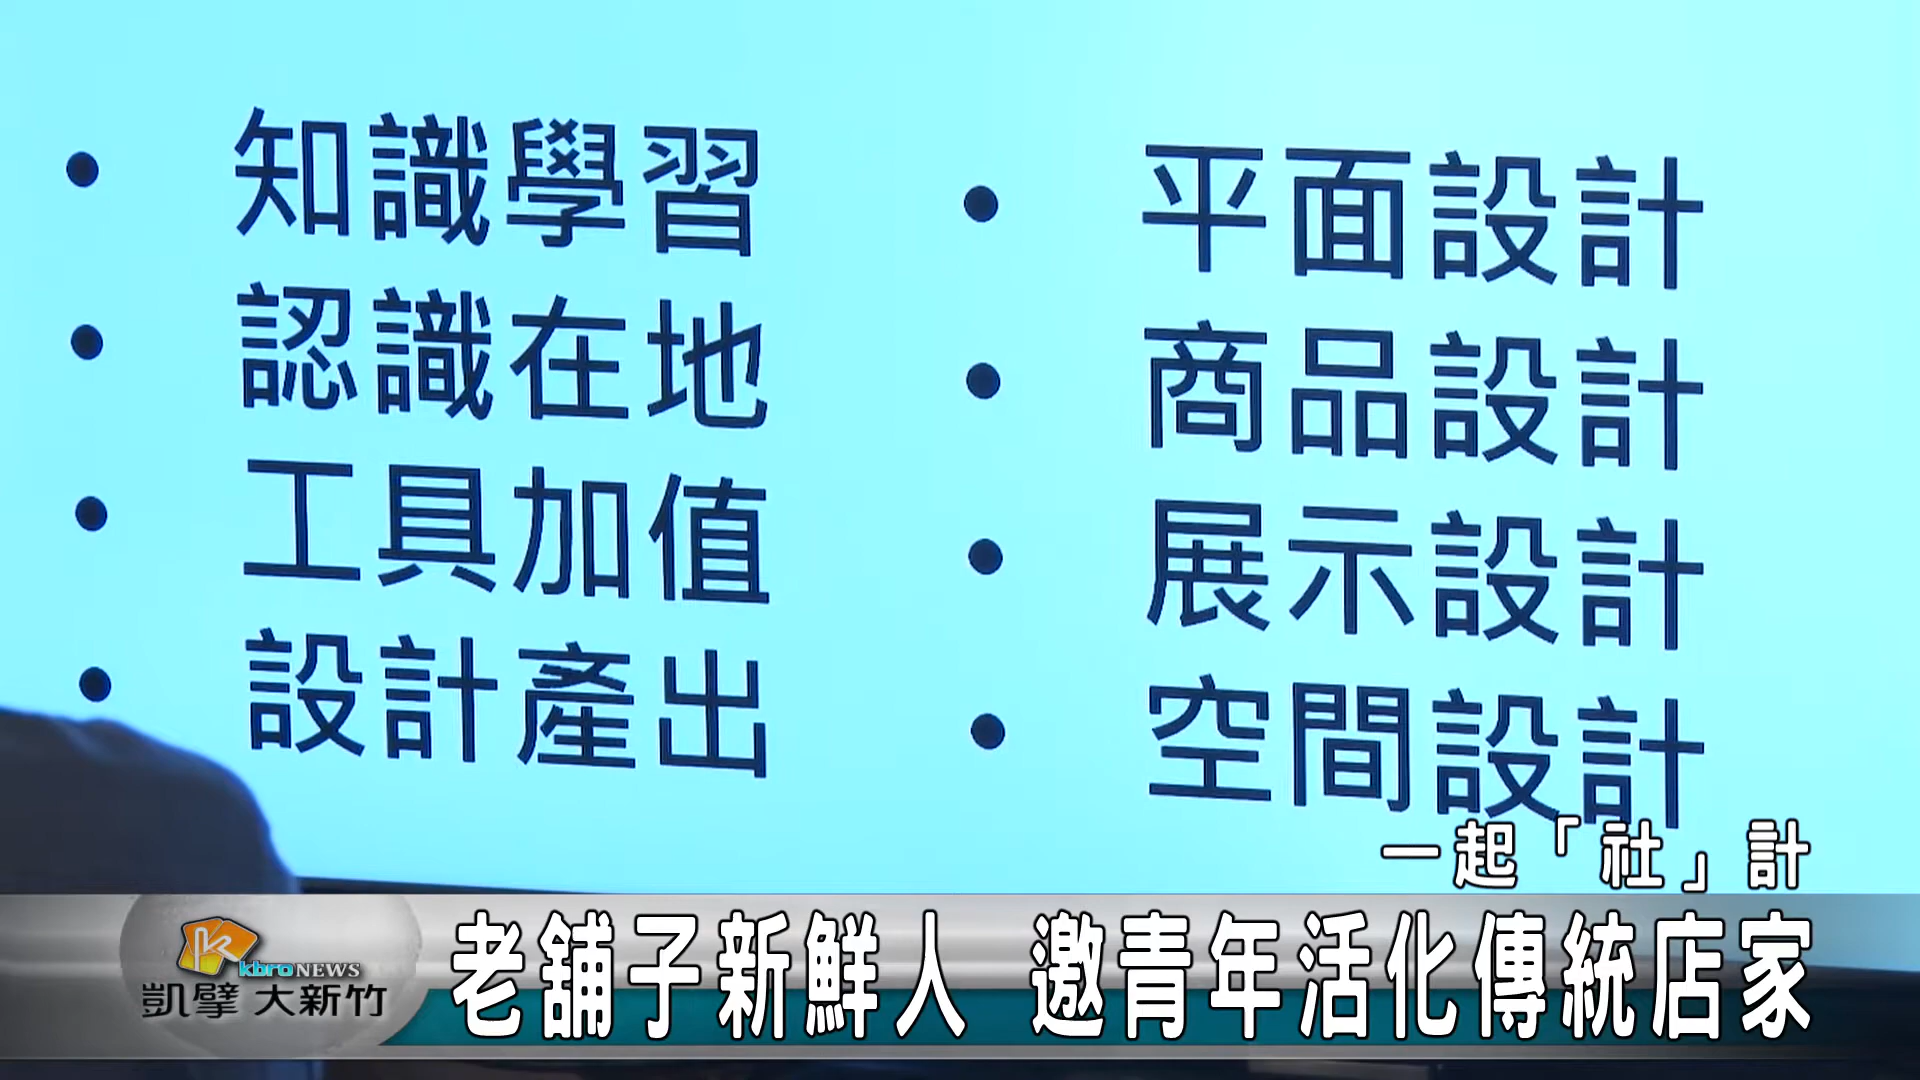 • 知識學習
• 認識在地
• 工具加值
• 設計產出
• 平面設計
• 商品設計
• 展示設計
• 空間設計
一起「社」計
老舖子新鮮人 邀青年活化傳統店家
kbro NEWS
凱擘 大新竹